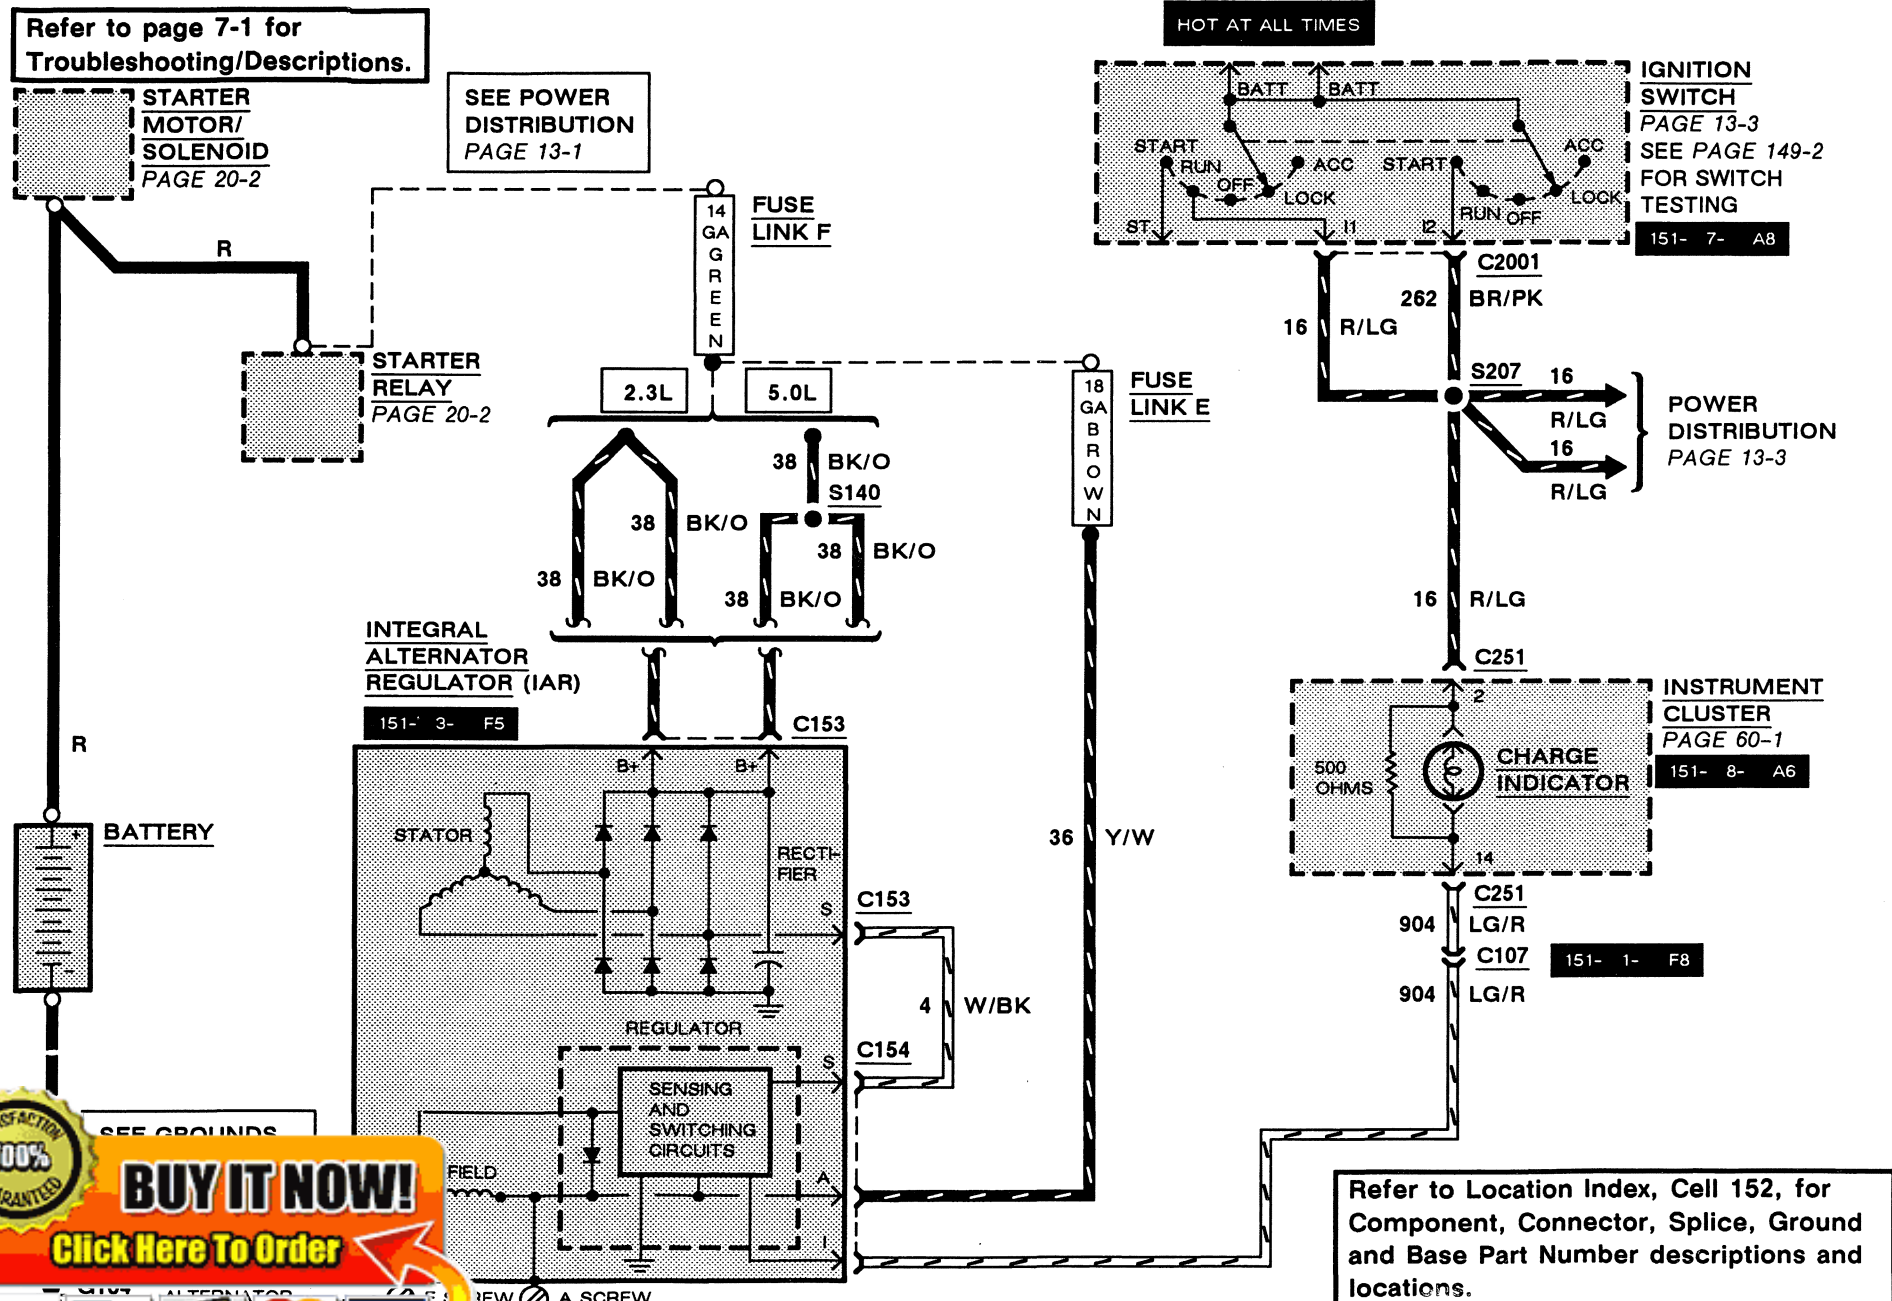 Refer to page 7-1 for
Troubleshooting/Descriptions.
HOT AT ALL TIMES
STARTER
MOTOR/
SOLENOID
PAGE 20-2
SEE POWER
DISTRIBUTION
PAGE 13-1
BATT
BATT
START
RUN
OFF
ACC
LOCK
ST
I1
START
RUN
OFF
ACC
LOCK
I2
IGNITION
SWITCH
PAGE 13-3
SEE PAGE 149-2
FOR SWITCH
TESTING
151- 7- A8
R
14
GA
G
R
E
E
N
FUSE
LINK F
C2001
262 BR/PK
16 R/LG
STARTER
RELAY
PAGE 20-2
2.3L
5.0L
18
GA
B
R
O
W
N
FUSE
LINK E
S207
16
R/LG
16
R/LG
POWER
DISTRIBUTION
PAGE 13-3
38 BK/O
S140
38 BK/O
38 BK/O
38 BK/O
38 BK/O
16 R/LG
INTEGRAL
ALTERNATOR
REGULATOR (IAR)
151- 3- F5
C153
C251
2
INSTRUMENT
CLUSTER
PAGE 60-1
151- 8- A6
500
OHMS
CHARGE
INDICATOR
14
R
BATTERY
+
-
B+
B+
STATOR
RECTI-
FIER
S
C153
36 Y/W
C251
904 LG/R
C107
151- 1- F8
904 LG/R
4 W/BK
REGULATOR
C154
S
SENSING
AND
SWITCHING
CIRCUITS
FIELD
A
I
SEE GROUNDS
100%
BUY IT NOW!
Click Here To Order
Refer to Location Index, Cell 152, for
Component, Connector, Splice, Ground
and Base Part Number descriptions and
locations.
G104
ALTERNATOR
A SCREW